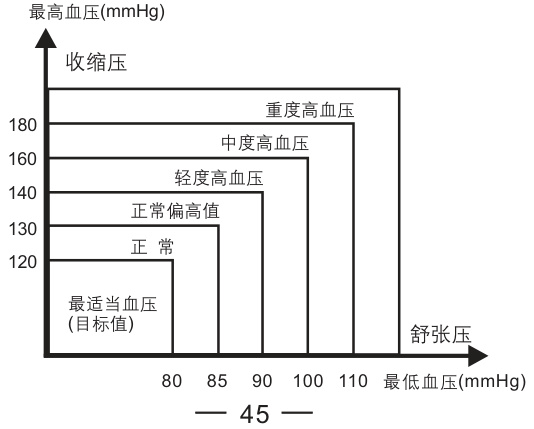 最高血压(mmHg)
收缩压
重度高血压
180
中度高血压
160
轻度高血压
140
正常偏高值
130
正 常
120
最适当血压
(目标值)
舒张压
80 85 90 100 110 最低血压(mmHg)
— 45 —